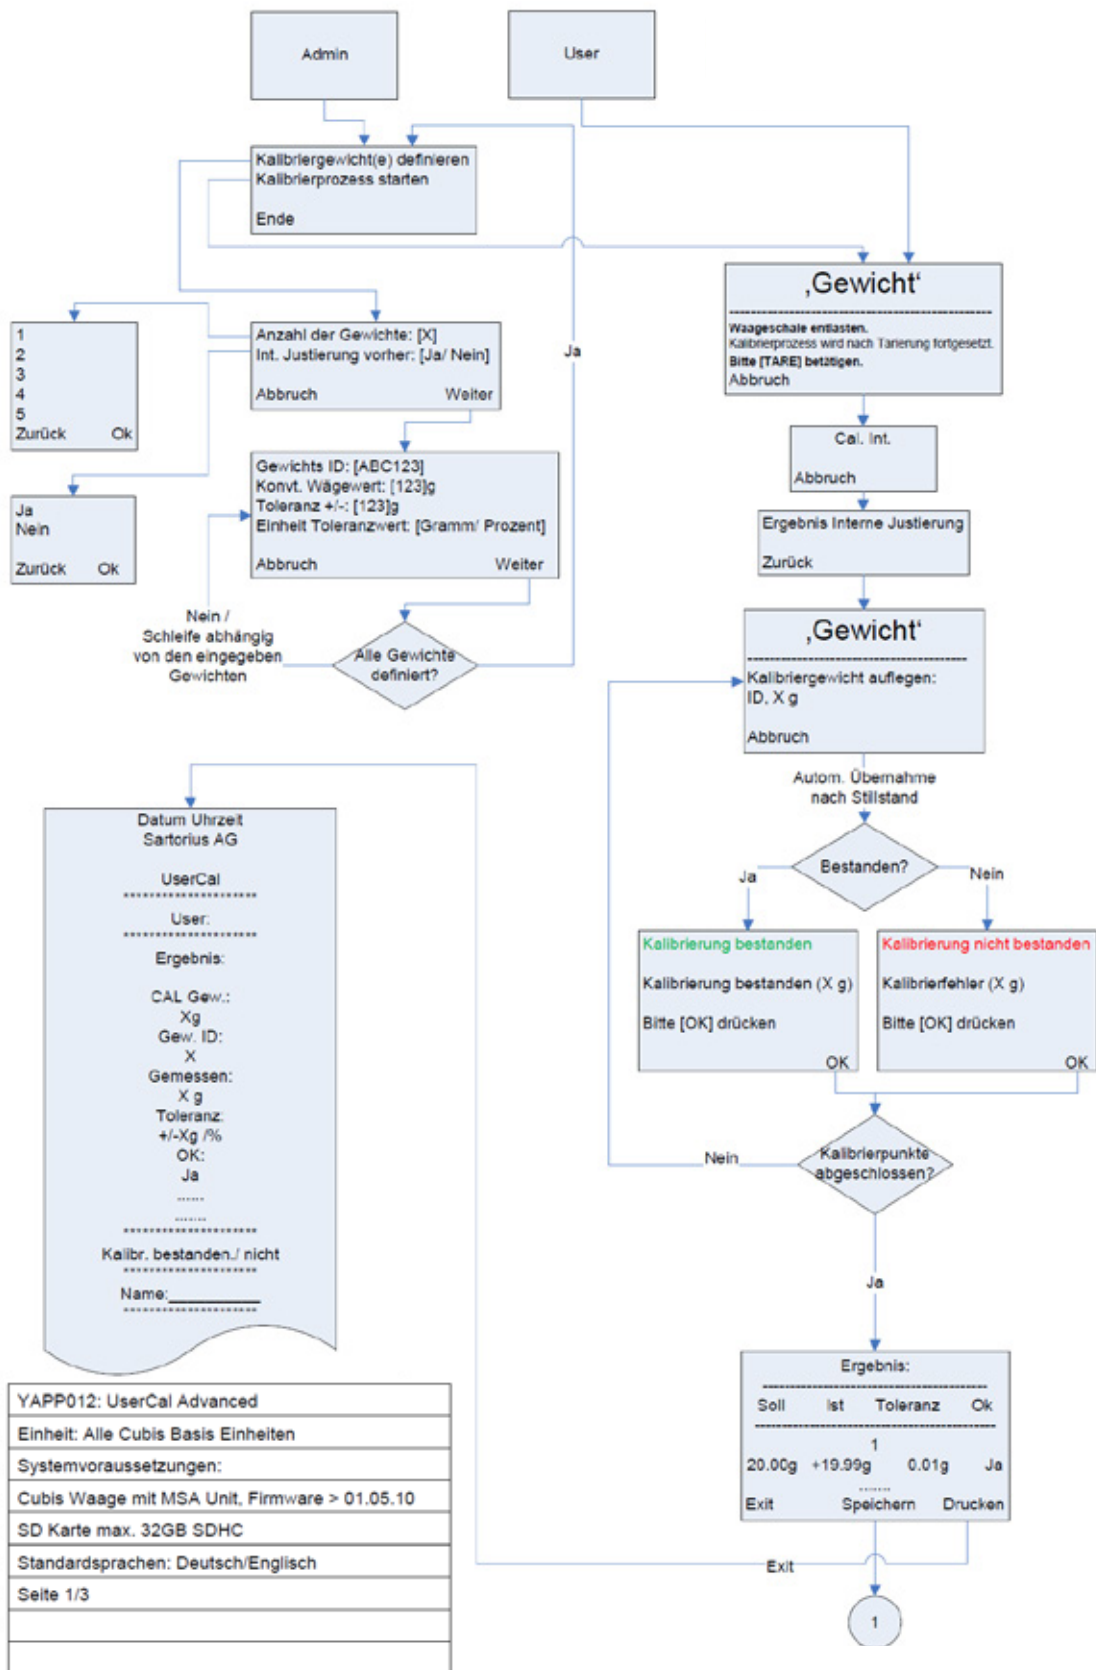 Admin
User
Kalibriergewicht(e) definieren
Kalibrierprozess starten
Ende
1
2
3
4
5
Zurück Ok
Anzahl der Gewichte: [X]
Int. Justierung vorher: [Ja/ Nein]
Abbruch Weiter
Ja
Nein
Zurück Ok
Gewichts ID: [ABC123]
Konvt. Wägewert: [123]g
Toleranz +/-: [123]g
Einheit Toleranzwert: [Gramm/ Prozent]
Abbruch Weiter
Nein /
Schleife abhängig
von den eingegeben
Gewichten
Alle Gewichte
definiert?
Ja
‚Gewicht‘
Waageschale entlasten.
Kalibrierprozess wird nach Tarierung fortgesetzt.
Bitte [TARE] betätigen.
Abbruch
Cal. Int.
Abbruch
Ergebnis Interne Justierung
Zurück
‚Gewicht‘
Kalibriergewicht auflegen:
ID, X g
Abbruch
Autom. Übernahme
nach Stillstand
Bestanden?
Ja
Nein
Kalibrierung bestanden
Kalibrierung bestanden (X g)
Bitte [OK] drücken
OK
Kalibrierung nicht bestanden
Kalibrierfehler (X g)
Bitte [OK] drücken
OK
Kalibrierpunkte
abgeschlossen?
Nein
Ja
Ergebnis:
Soll Ist Toleranz Ok
1
20.00g +19.99g 0.01g Ja
.......
Exit Speichern Drucken
Exit
1
Datum Uhrzeit
Sartorius AG
UserCal
*********************
User:
*********************
Ergebnis:
CAL Gew.:
Xg
Gew. ID:
X
Gemessen:
X g
Toleranz:
+/-Xg /%
OK:
Ja
......
.......
*********************
Kalibr. bestanden./ nicht
*********************
Name:___________
*********************
YAPP012: UserCal Advanced
Einheit: Alle Cubis Basis Einheiten
Systemvoraussetzungen:
Cubis Waage mit MSA Unit, Firmware > 01.05.10
SD Karte max. 32GB SDHC
Standardsprachen: Deutsch/Englisch
Seite 1/3